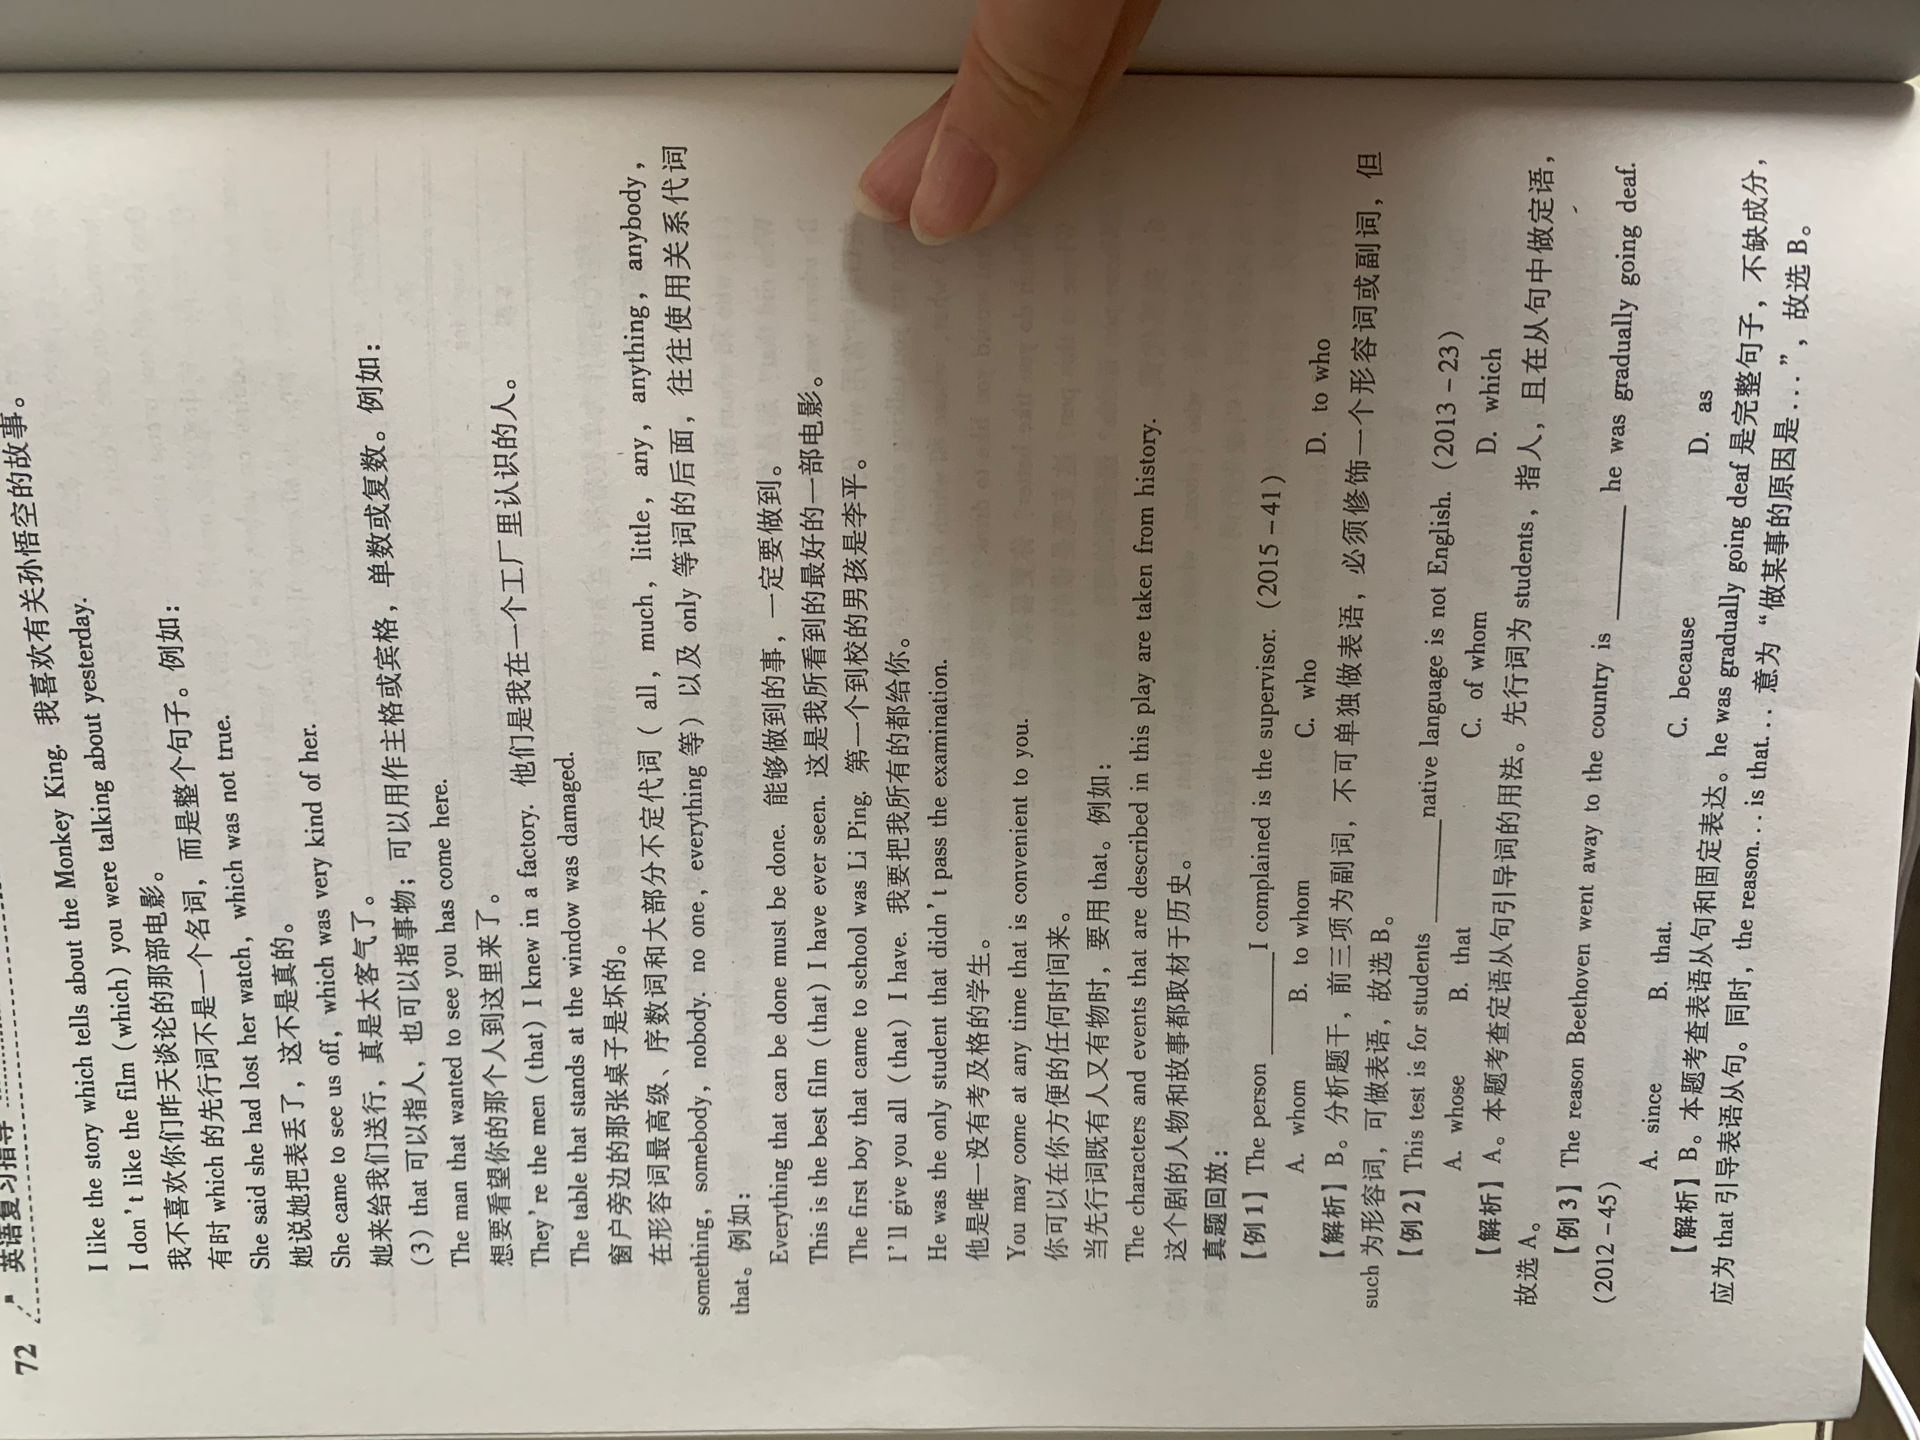 72 英语复习指导
I like the story which tells about the Monkey King. 我喜欢有关孙悟空的故事。
I don't like the film (which) you were talking about yesterday.
我不喜欢你们昨天谈论的那部电影。
有时 which 的先行词不是一个名词，而是整个句子。例如：
She said she had lost her watch, which was not true.
她说她把表丢了，这不是真的。
She came to see us off, which was very kind of her.
她来给我们送行，真是太客气了。
(3) that 可以指人，也可以指事物；可以用作主格或宾格，单数或复数。例如：
The man that wanted to see you has come here.
想要看望你的那个人到这里来了。
They're the men (that) I knew in a factory. 他们是我在一个工厂里认识的人。
The table that stands at the window was damaged.
窗户旁边的那张桌子是坏的。
在形容词最高级、序数词和大部分不定代词（all, much, little, any, anything, anybody,
something, somebody, nobody. no one, everything 等）以及 only 等词的后面，往往使用关系代词
that。例如：
Everything that can be done must be done. 能够做到的事，一定要做到。
This is the best film (that) I have ever seen. 这是我所看到的最好的一部电影。
The first boy that came to school was Li Ping. 第一个到校的男孩是李平。
I'll give you all (that) I have. 我要把我所有的都给你。
He was the only student that didn't pass the examination.
他是唯一没有考及格的学生。
You may come at any time that is convenient to you.
你可以在你方便的任何时间来。
当先行词既有人又有物时，要用 that。例如：
The characters and events that are described in this play are taken from history.
这个剧的人物和故事都取材于历史。
真题回放：
【例1】The person ________I complained is the supervisor. (2015-41)
A. whom B. to whom C. who D. to who
【解析】B。分析题干，前三项为副词，不可单独做表语，必须修饰一个形容词或副词，但
such 为形容词，可做表语，故选 B。
【例2】This test is for students ________native language is not English. (2013-23)
A. whose B. that C. of whom D. which
【解析】A。本题考查定语从句引导词的用法。先行词为 students，指人，且在从句中做定语，
故选 A。
【例3】The reason Beethoven went away to the country is ________ he was gradually going deaf.
(2012-45)
A. since B. that. C. because D. as
【解析】B。本题考查表语从句和固定表达。he was gradually going deaf 是完整句子，不缺成分，
应为 that 引导表语从句。同时，the reason... is that... 意为“做某事的原因是...”，故选 B。